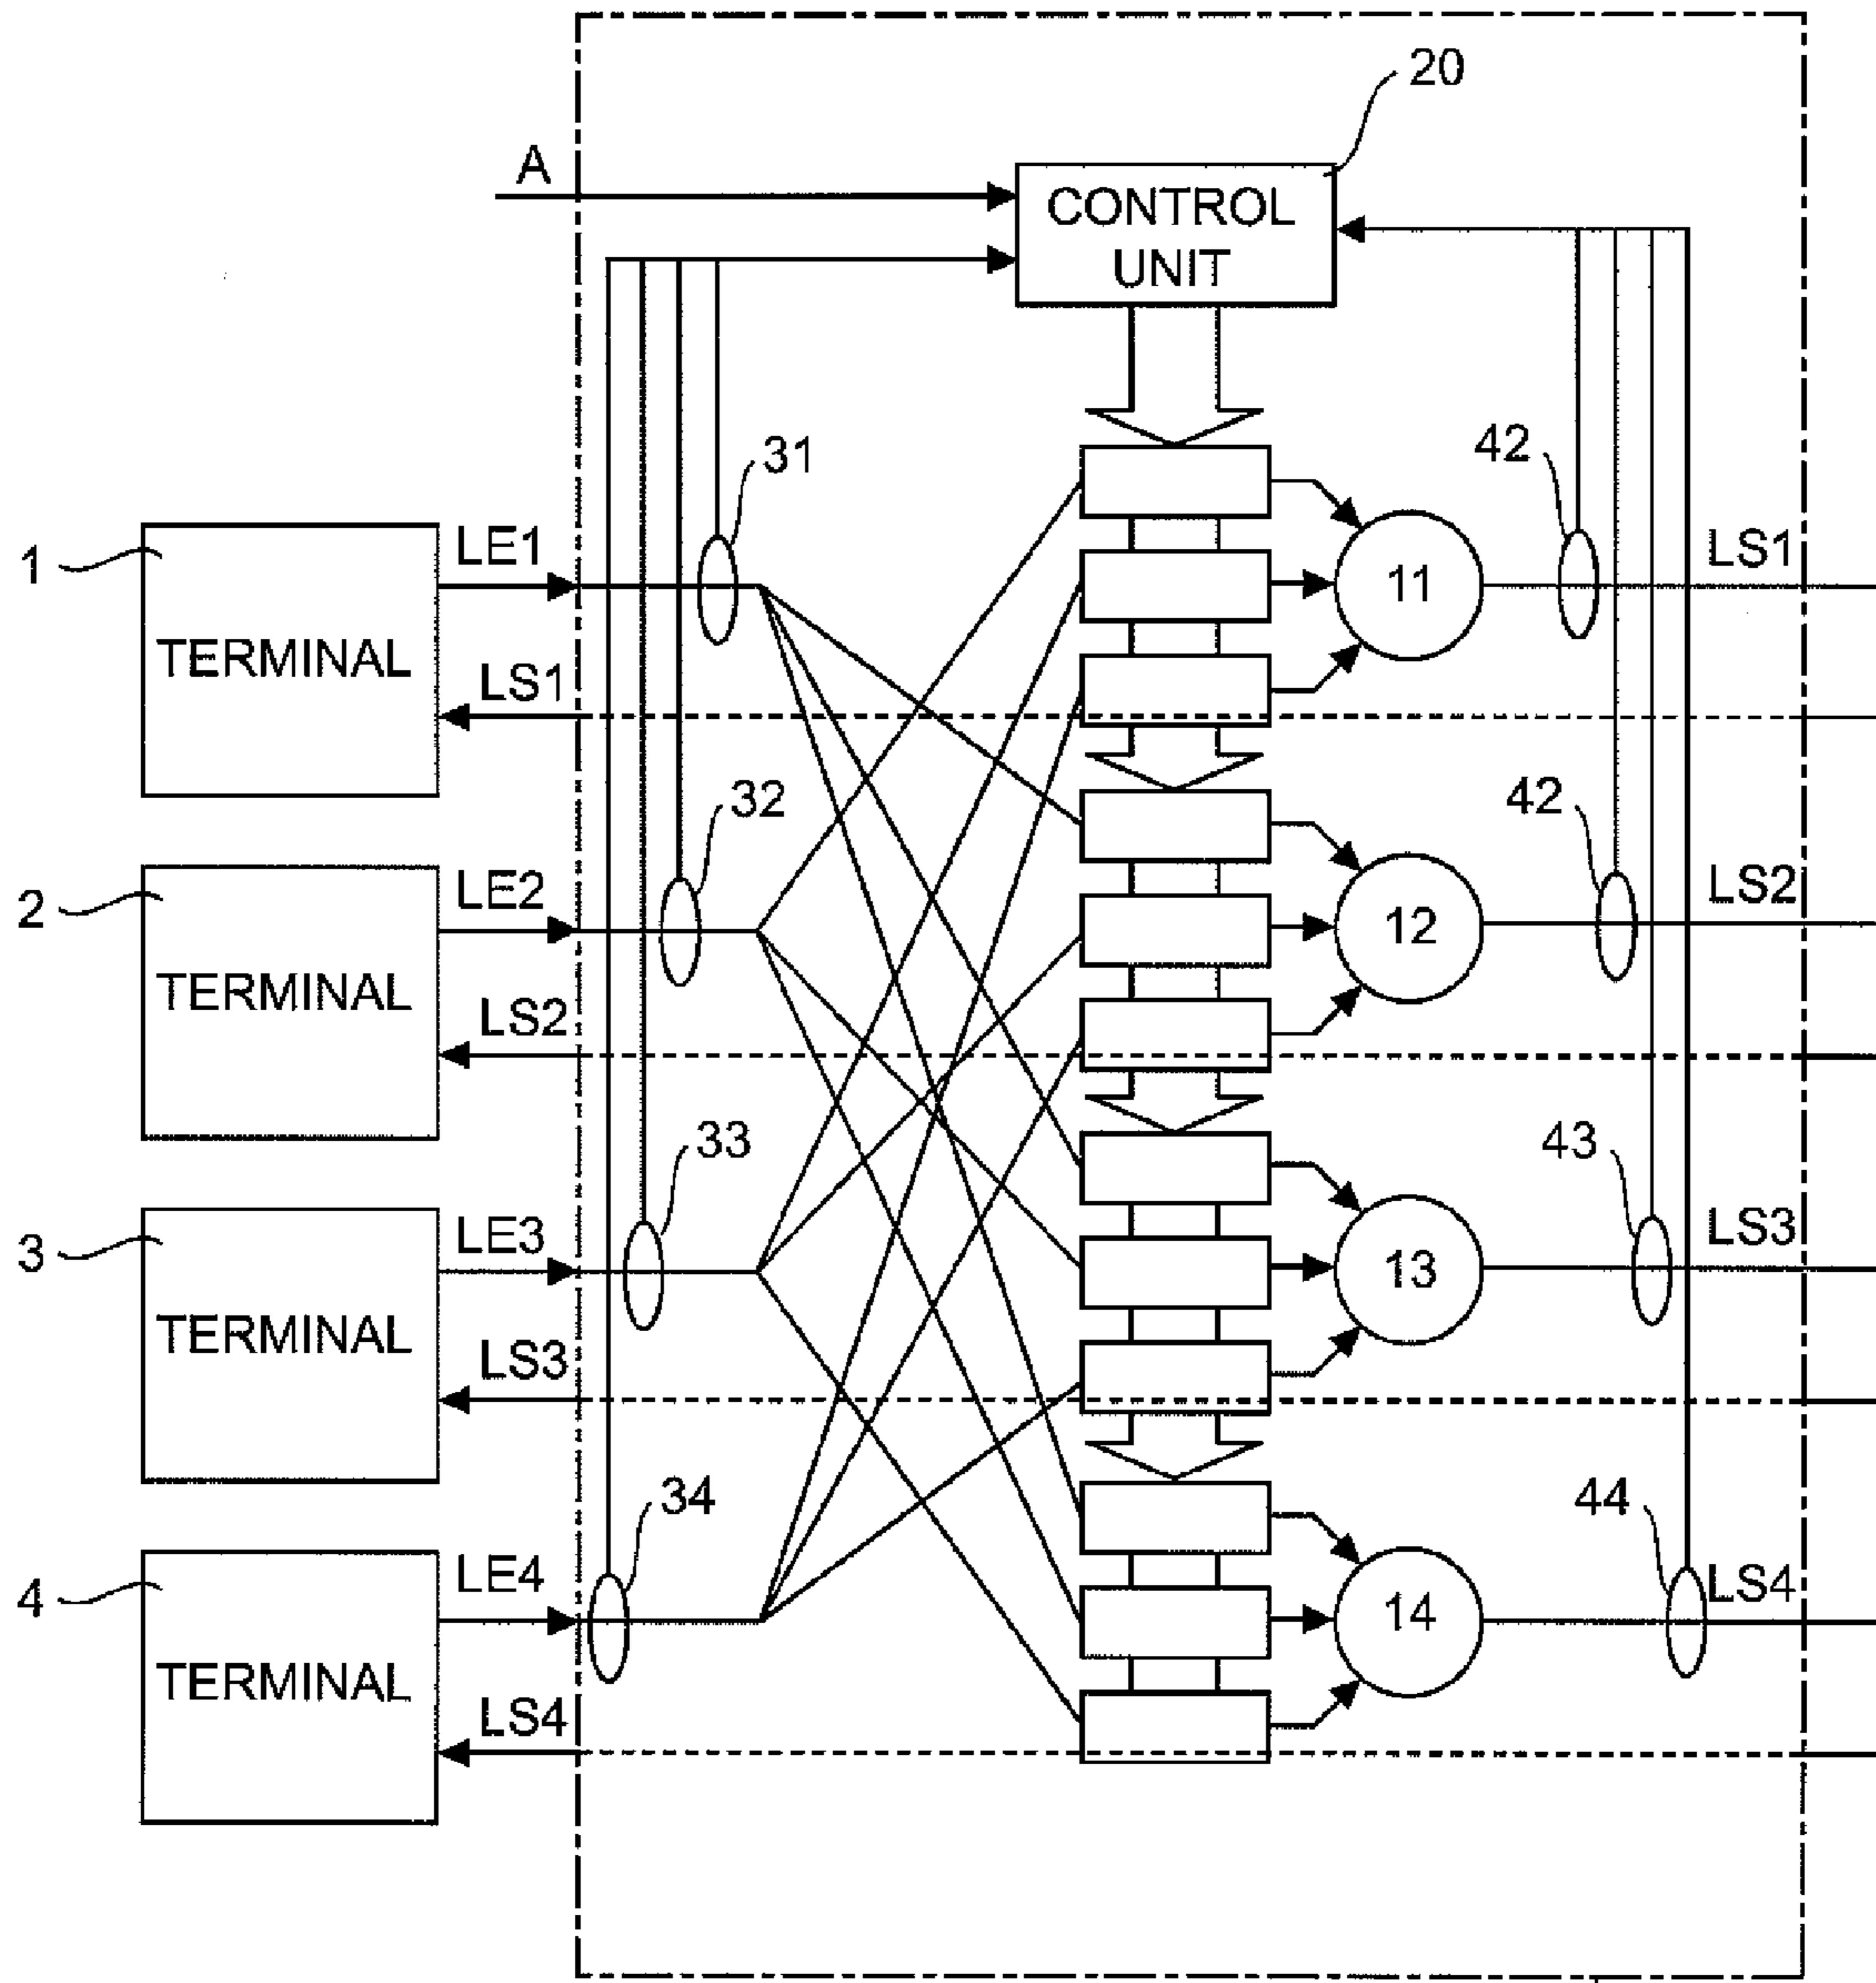 20
A
CONTROL
UNIT
31
42
1
LE1
TERMINAL
LS1
11
LS1
32
42
2
LE2
TERMINAL
LS2
12
LS2
33
43
3
LE3
TERMINAL
LS3
13
LS3
34
44
4
LE4
TERMINAL
LS4
14
LS4